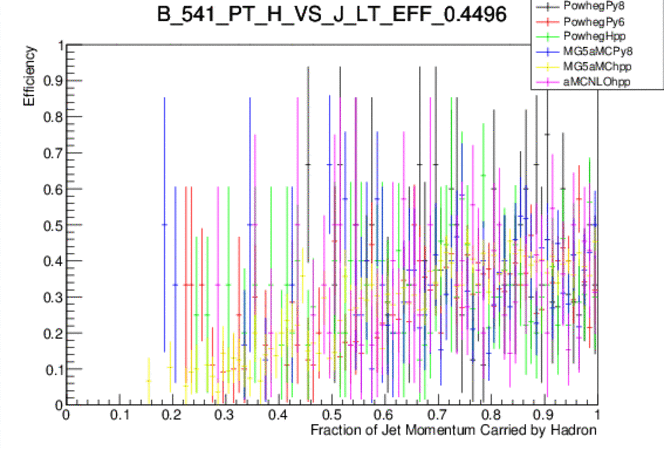 B_541_PT_H_VS_J_LT_EFF_0.4496
PowhegPy8
PowhegPy6
PowhegHpp
MG5aMCPy8
MG5aMChpp
aMCNLOhpp
Efficiency
1
0.9
0.8
0.7
0.6
0.5
0.4
0.3
0.2
0.1
0
0 0.1 0.2 0.3 0.4 0.5 0.6 0.7 0.8 0.9 1
Fraction of Jet Momentum Carried by Hadron